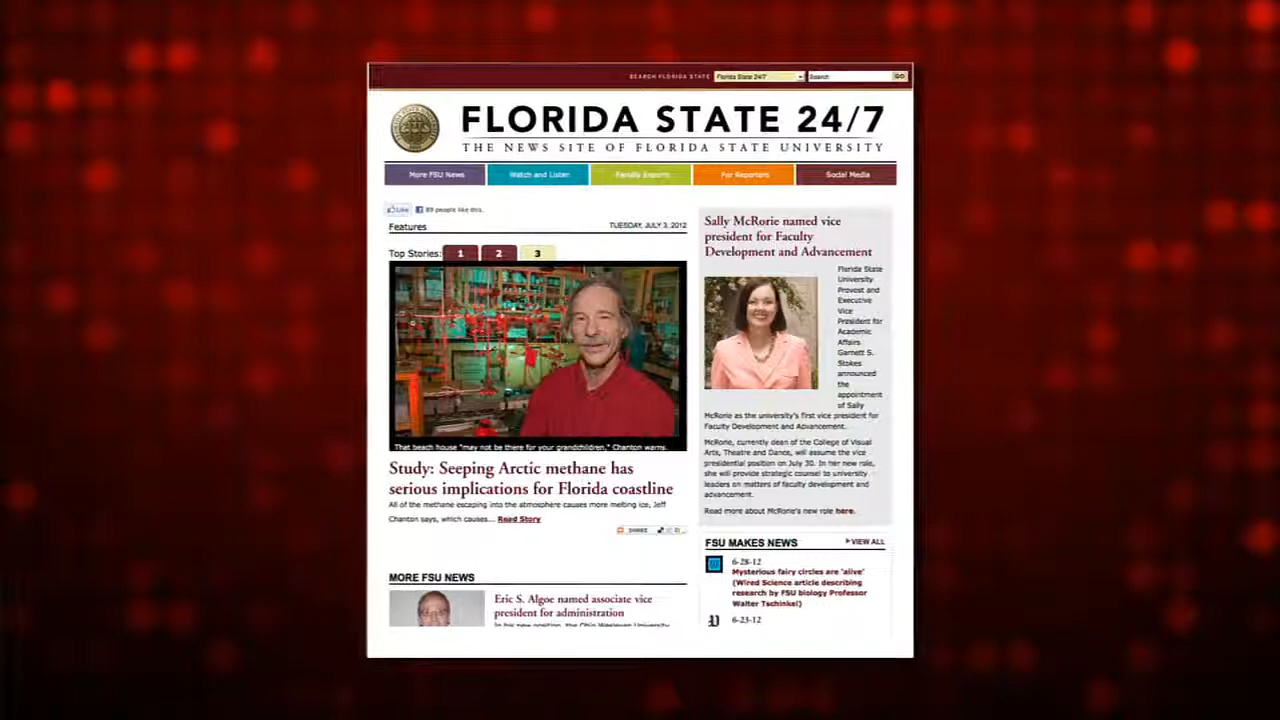 SEARCH FLORIDA STATE Florida State 24/7 Search GO
FLORIDA STATE 24/7
THE NEWS SITE OF FLORIDA STATE UNIVERSITY
More FSU News Watch and Listen Faculty Experts For Reporters Social Media
Like 89 people like this.
Features TUESDAY, JULY 3, 2012
Top Stories: 1 2 3
That beach house "may not be there for your grandchildren," Chanton warns.
Study: Seeping Arctic methane has
serious implications for Florida coastline
All of the methane escaping into the atmosphere causes more melting ice, Jeff
Chanton says, which causes... Read Story
SHARE
MORE FSU NEWS
Eric S. Algoe named associate vice
president for administration
In his new position, the Ohio Wesleyan University
Sally McRorie named vice
president for Faculty
Development and Advancement
Florida State
University
Provost and
Executive
Vice
President for
Academic
Affairs
Garnett S.
Stokes
announced
the
appointment
of Sally
McRorie as the university's first vice president for
Faculty Development and Advancement.
McRorie, currently dean of the College of Visual
Arts, Theatre and Dance, will assume the vice
presidential position on July 30. In her new role,
she will provide strategic counsel to university
leaders on matters of faculty development and
advancement.
Read more about McRorie's new role here.
FSU MAKES NEWS VIEW ALL
6-28-12
Mysterious fairy circles are 'alive'
(Wired Science article describing
research by FSU biology Professor
Walter Tschinkel)
6-23-12